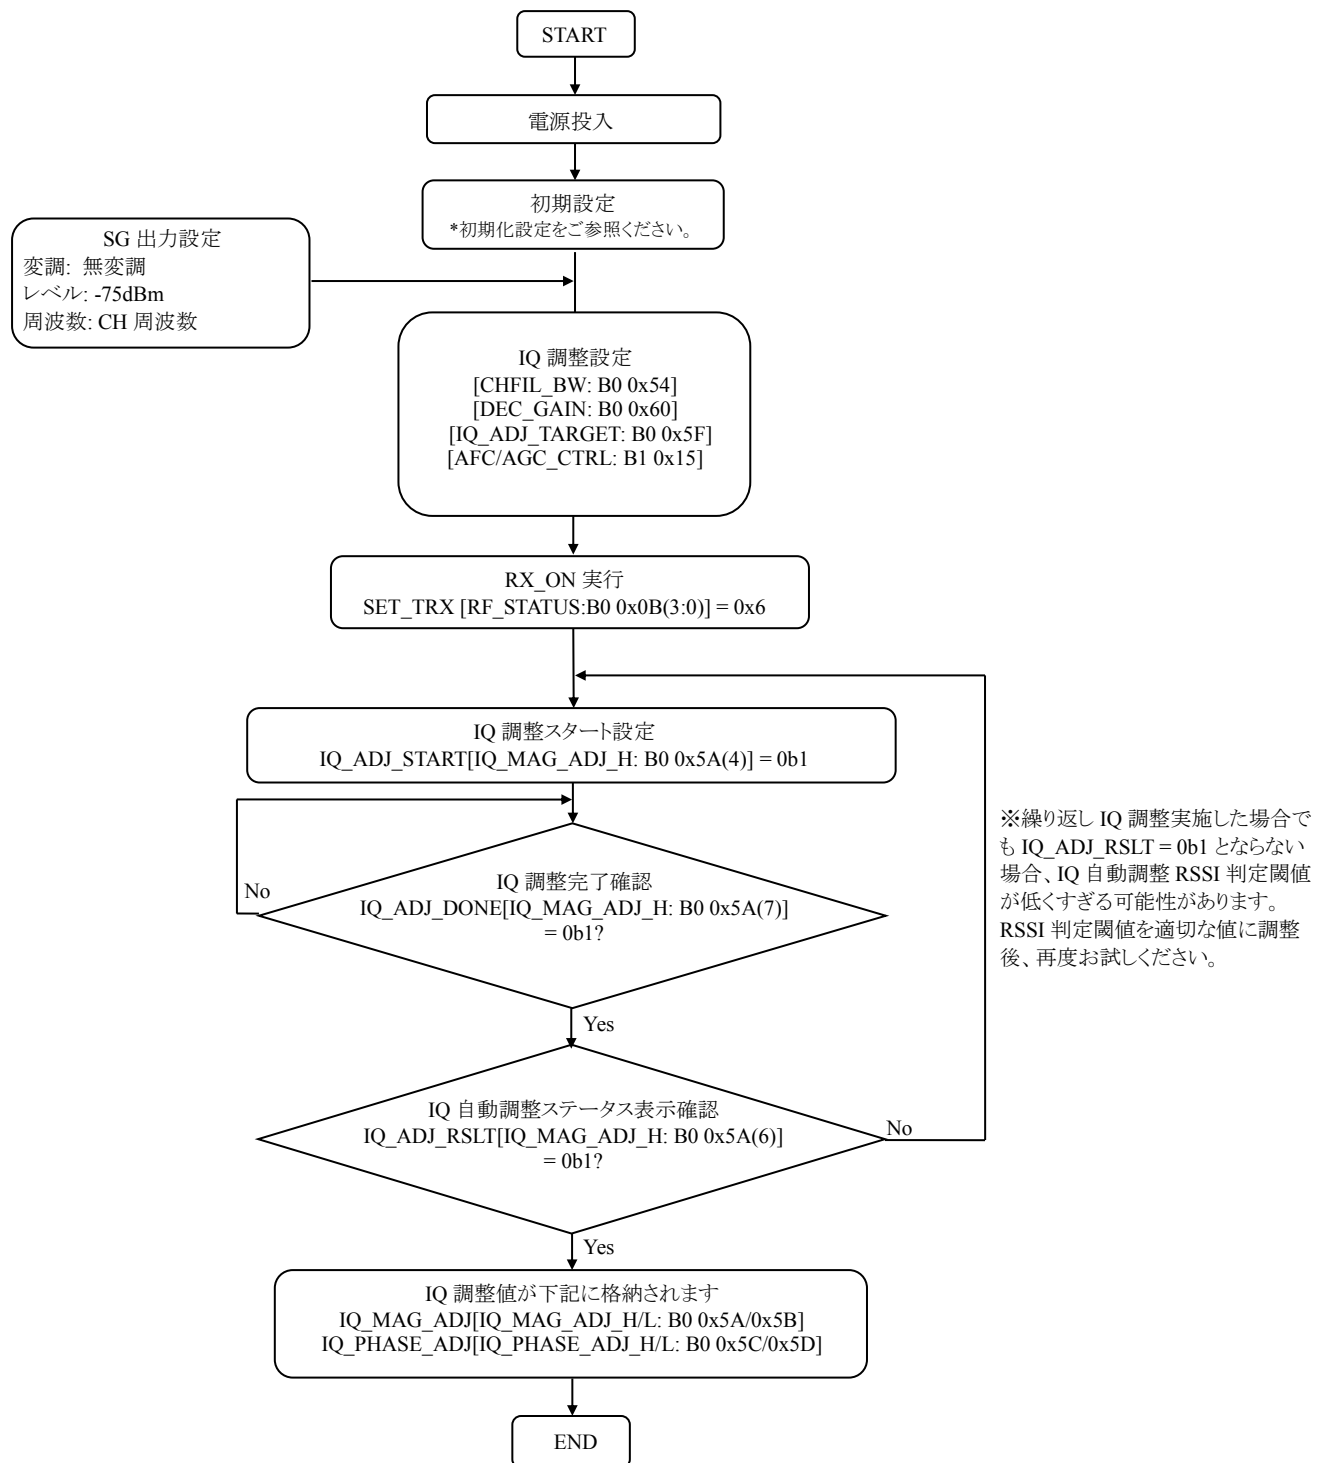 START
電源投入
初期設定
*初期化設定をご参照ください。
SG 出力設定
変調: 無変調
レベル: -75dBm
周波数: CH 周波数
IQ 調整設定
[CHFIL_BW: B0 0x54]
[DEC_GAIN: B0 0x60]
[IQ_ADJ_TARGET: B0 0x5F]
[AFC/AGC_CTRL: B1 0x15]
RX_ON 実行
SET_TRX [RF_STATUS:B0 0x0B(3:0)] = 0x6
IQ 調整スタート設定
IQ_ADJ_START[IQ_MAG_ADJ_H: B0 0x5A(4)] = 0b1
※繰り返し IQ 調整実施した場合で
も IQ_ADJ_RSLT = 0b1 とならない
場合、IQ 自動調整 RSSI 判定閾値
が低くすぎる可能性があります。
RSSI 判定閾値を適切な値に調整
後、再度お試しください。
No
IQ 調整完了確認
IQ_ADJ_DONE[IQ_MAG_ADJ_H: B0 0x5A(7)]
= 0b1?
Yes
IQ 自動調整ステータス表示確認
IQ_ADJ_RSLT[IQ_MAG_ADJ_H: B0 0x5A(6)]
= 0b1?
No
Yes
IQ 調整値が下記に格納されます
IQ_MAG_ADJ[IQ_MAG_ADJ_H/L: B0 0x5A/0x5B]
IQ_PHASE_ADJ[IQ_PHASE_ADJ_H/L: B0 0x5C/0x5D]
END